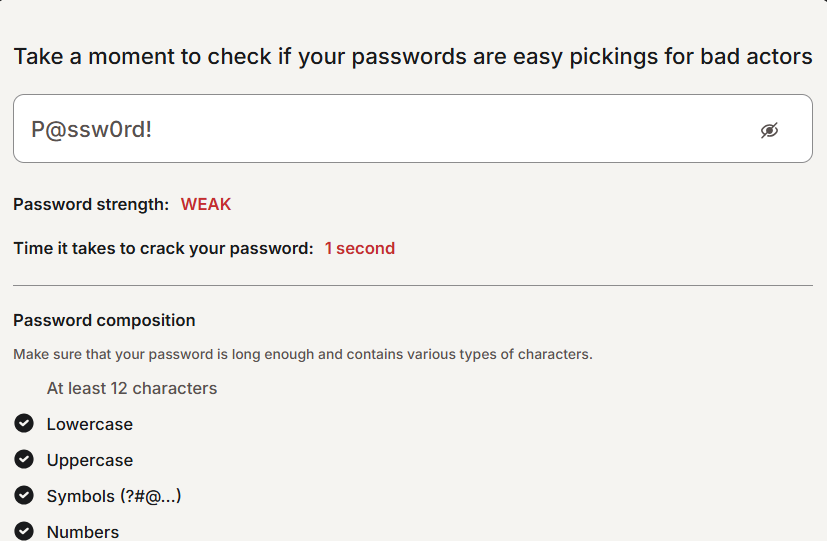 Take a moment to check if your passwords are easy pickings for bad actors
P@ssw0rd!
Password strength: WEAK
Time it takes to crack your password: 1 second
Password composition
Make sure that your password is long enough and contains various types of characters.
At least 12 characters
Lowercase
Uppercase
Symbols (?#@...)
Numbers